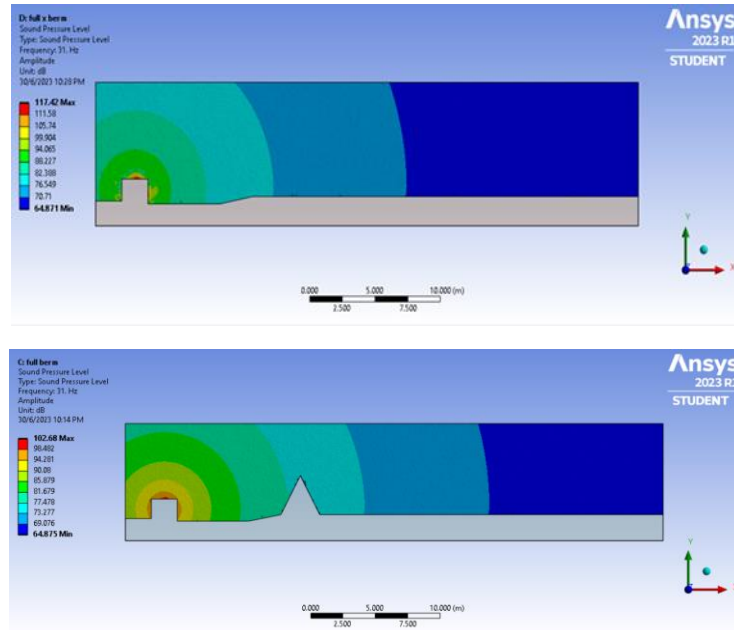 D: full x berm
Sound Pressure Level
Type: Sound Pressure Level
Frequency: 31. Hz
Amplitude
Unit: dB
30/6/2023 10:28 PM
117.42 Max
111.58
105.74
99.904
94.065
88.227
82.388
76.549
70.71
64.871 Min
Ansys
2023 R1
STUDENT
Y
X
0.000 5.000 10.000 (m)
2.500 7.500
C: full berm
Sound Pressure Level
Type: Sound Pressure Level
Frequency: 31. Hz
Amplitude
Unit: dB
30/6/2023 10:14 PM
102.68 Max
98.482
94.281
90.08
85.879
81.679
77.478
73.277
69.076
64.875 Min
Ansys
2023 R1
STUDENT
Y
0.000 5.000 10.000 (m)
2.500 7.500